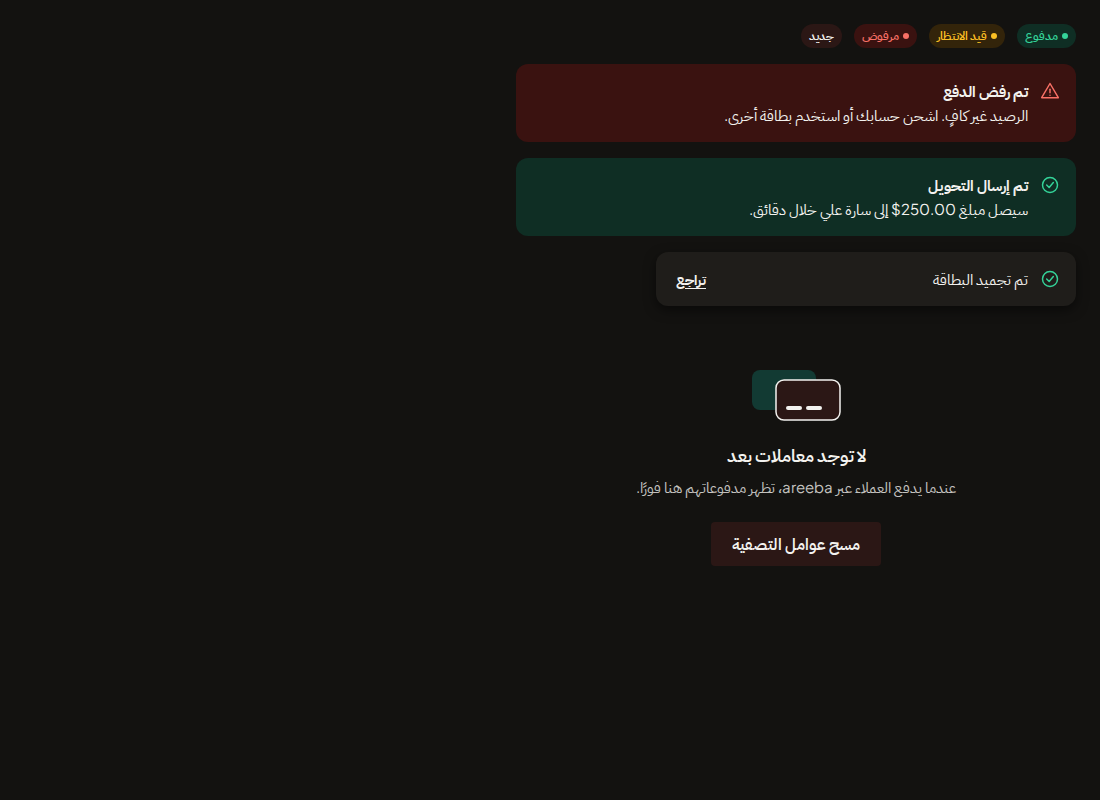 مدفوع
قيد الانتظار
مرفوض
جديد
تم رفض الدفع
الرصيد غير كافٍ. اشحن حسابك أو استخدم بطاقة أخرى.
تم إرسال التحويل
سيصل مبلغ $250.00 إلى سارة علي خلال دقائق.
تم تجميد البطاقة
تراجع
لا توجد معاملات بعد
عندما يدفع العملاء عبر areeba، تظهر مدفوعاتهم هنا فورًا.
مسح عوامل التصفية